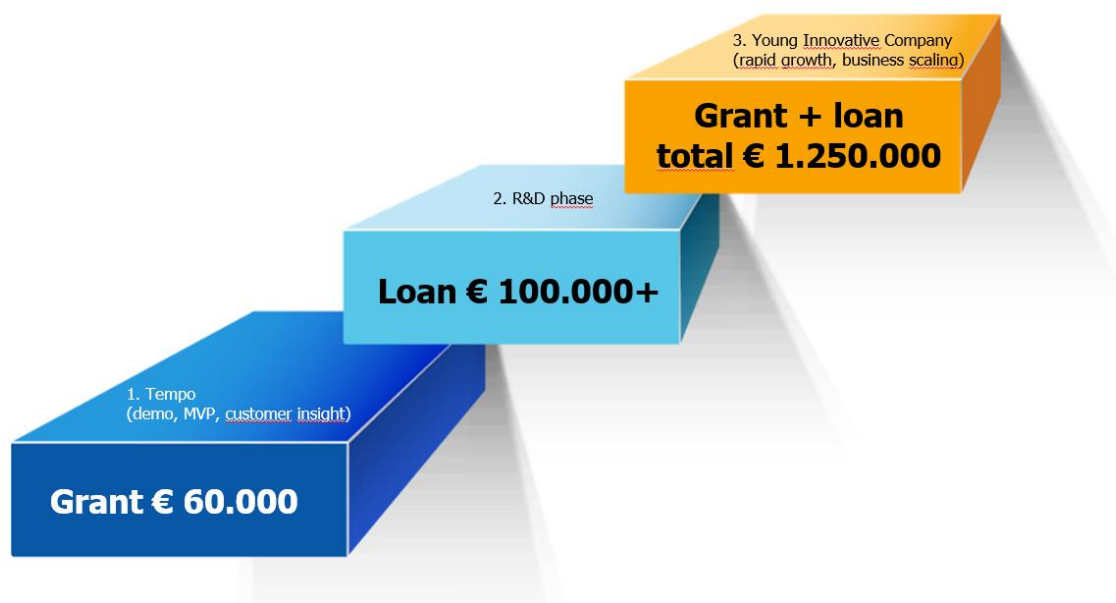 3. Young Innovative Company
(rapid growth, business scaling)
Grant + loan
total € 1.250.000
2. R&D phase
Loan € 100.000+
1. Tempo
(demo, MVP, customer insight)
Grant € 60.000